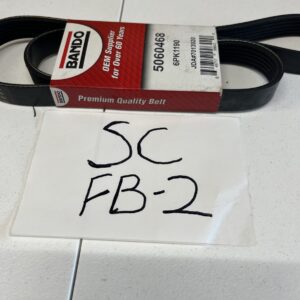 BANDO
OEM Supplier
for Over 60 Years
5060468
6PK1190
Premium Quality Belt
SC
FB-2